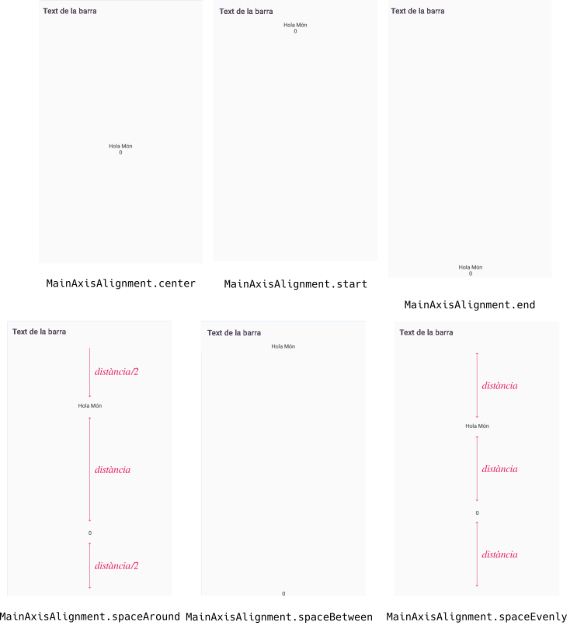 Text de la barra
Hola Món
0
MainAxisAlignment.center
Text de la barra
Hola Món
0
MainAxisAlignment.start
Text de la barra
Hola Món
0
MainAxisAlignment.end
Text de la barra
distància/2
Hola Món
distància
0
distància/2
MainAxisAlignment.spaceAround
Text de la barra
Hola Món
0
MainAxisAlignment.spaceBetween
Text de la barra
distància
Hola Món
distància
0
distància
MainAxisAlignment.spaceEvenly